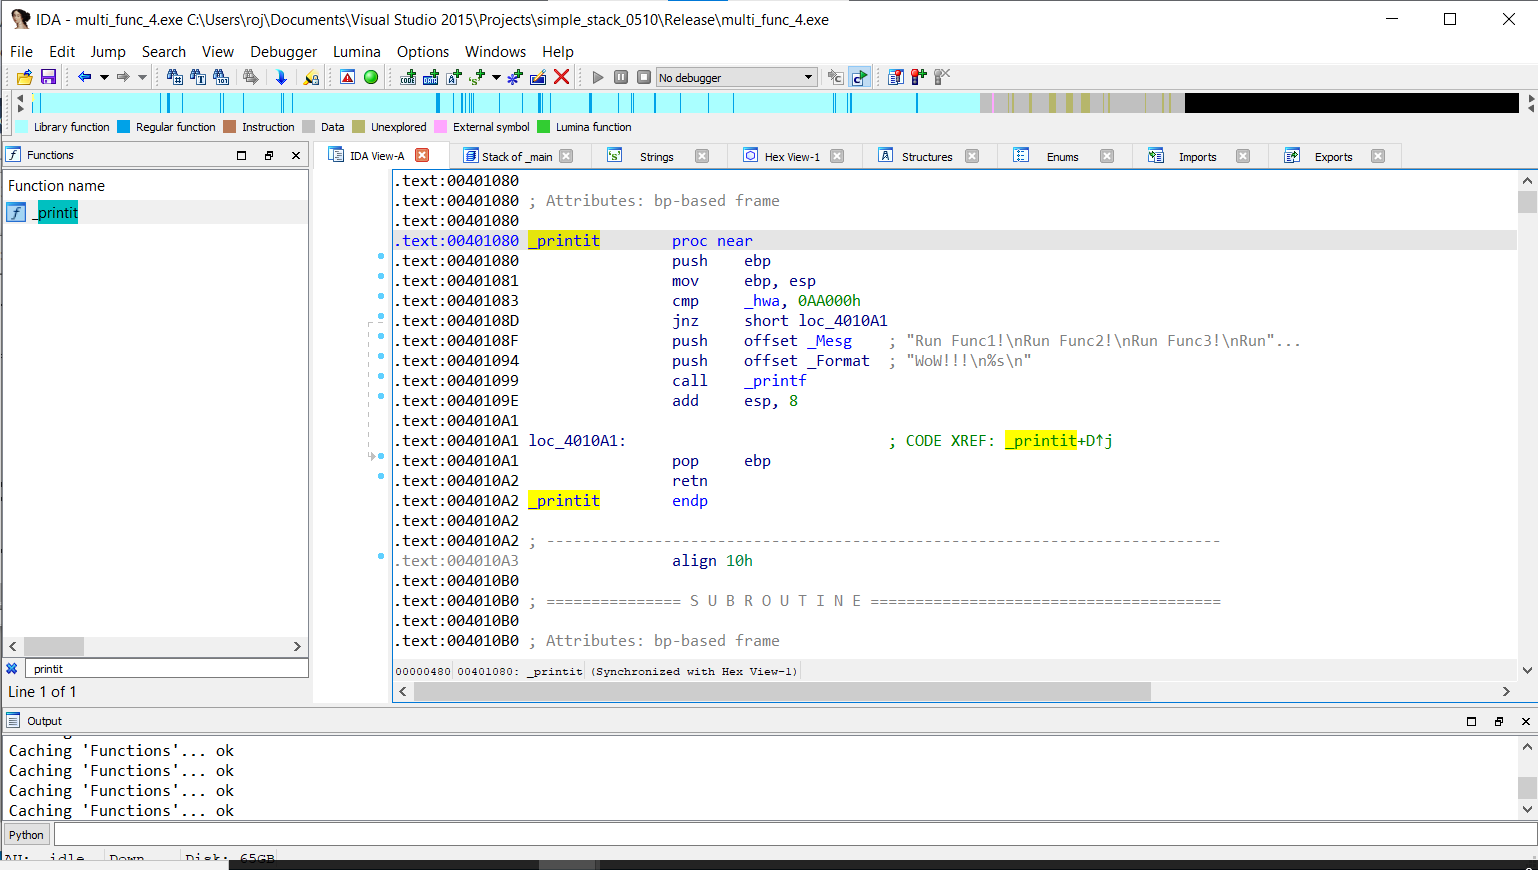 IDA - multi_func_4.exe C:\Users\roj\Documents\Visual Studio 2015\Projects\simple_stack_0510\Release\multi_func_4.exe
File Edit Jump Search View Debugger Lumina Options Windows Help
No debugger
Library function Regular function Instruction Data Unexplored External symbol Lumina function
Functions
IDA View-A Stack of _main Strings Hex View-1 Structures Enums Imports Exports
Function name
_printit
.text:00401080
.text:00401080 ; Attributes: bp-based frame
.text:00401080
.text:00401080 _printit proc near
.text:00401080 push ebp
.text:00401081 mov ebp, esp
.text:00401083 cmp _hwa, 0AA000h
.text:0040108D jnz short loc_4010A1
.text:0040108F push offset _Mesg ; "Run Func1!\nRun Func2!\nRun Func3!\nRun"...
.text:00401094 push offset _Format ; "WoW!!!\n%s\n"
.text:00401099 call _printf
.text:0040109E add esp, 8
.text:004010A1
.text:004010A1 loc_4010A1: ; CODE XREF: _printit+D↑j
.text:004010A1 pop ebp
.text:004010A2 retn
.text:004010A2 _printit endp
.text:004010A2
.text:004010A2 ; ---------------------------------------------------------------------------
.text:004010A3 align 10h
.text:004010B0
.text:004010B0 ; =============== S U B R O U T I N E =======================================
.text:004010B0
.text:004010B0 ; Attributes: bp-based frame
00000480 00401080: _printit (Synchronized with Hex View-1)
printit
Line 1 of 1
Output
Caching 'Functions'... ok
Caching 'Functions'... ok
Caching 'Functions'... ok
Caching 'Functions'... ok
Python
AU: idle Down Disk: 65GB